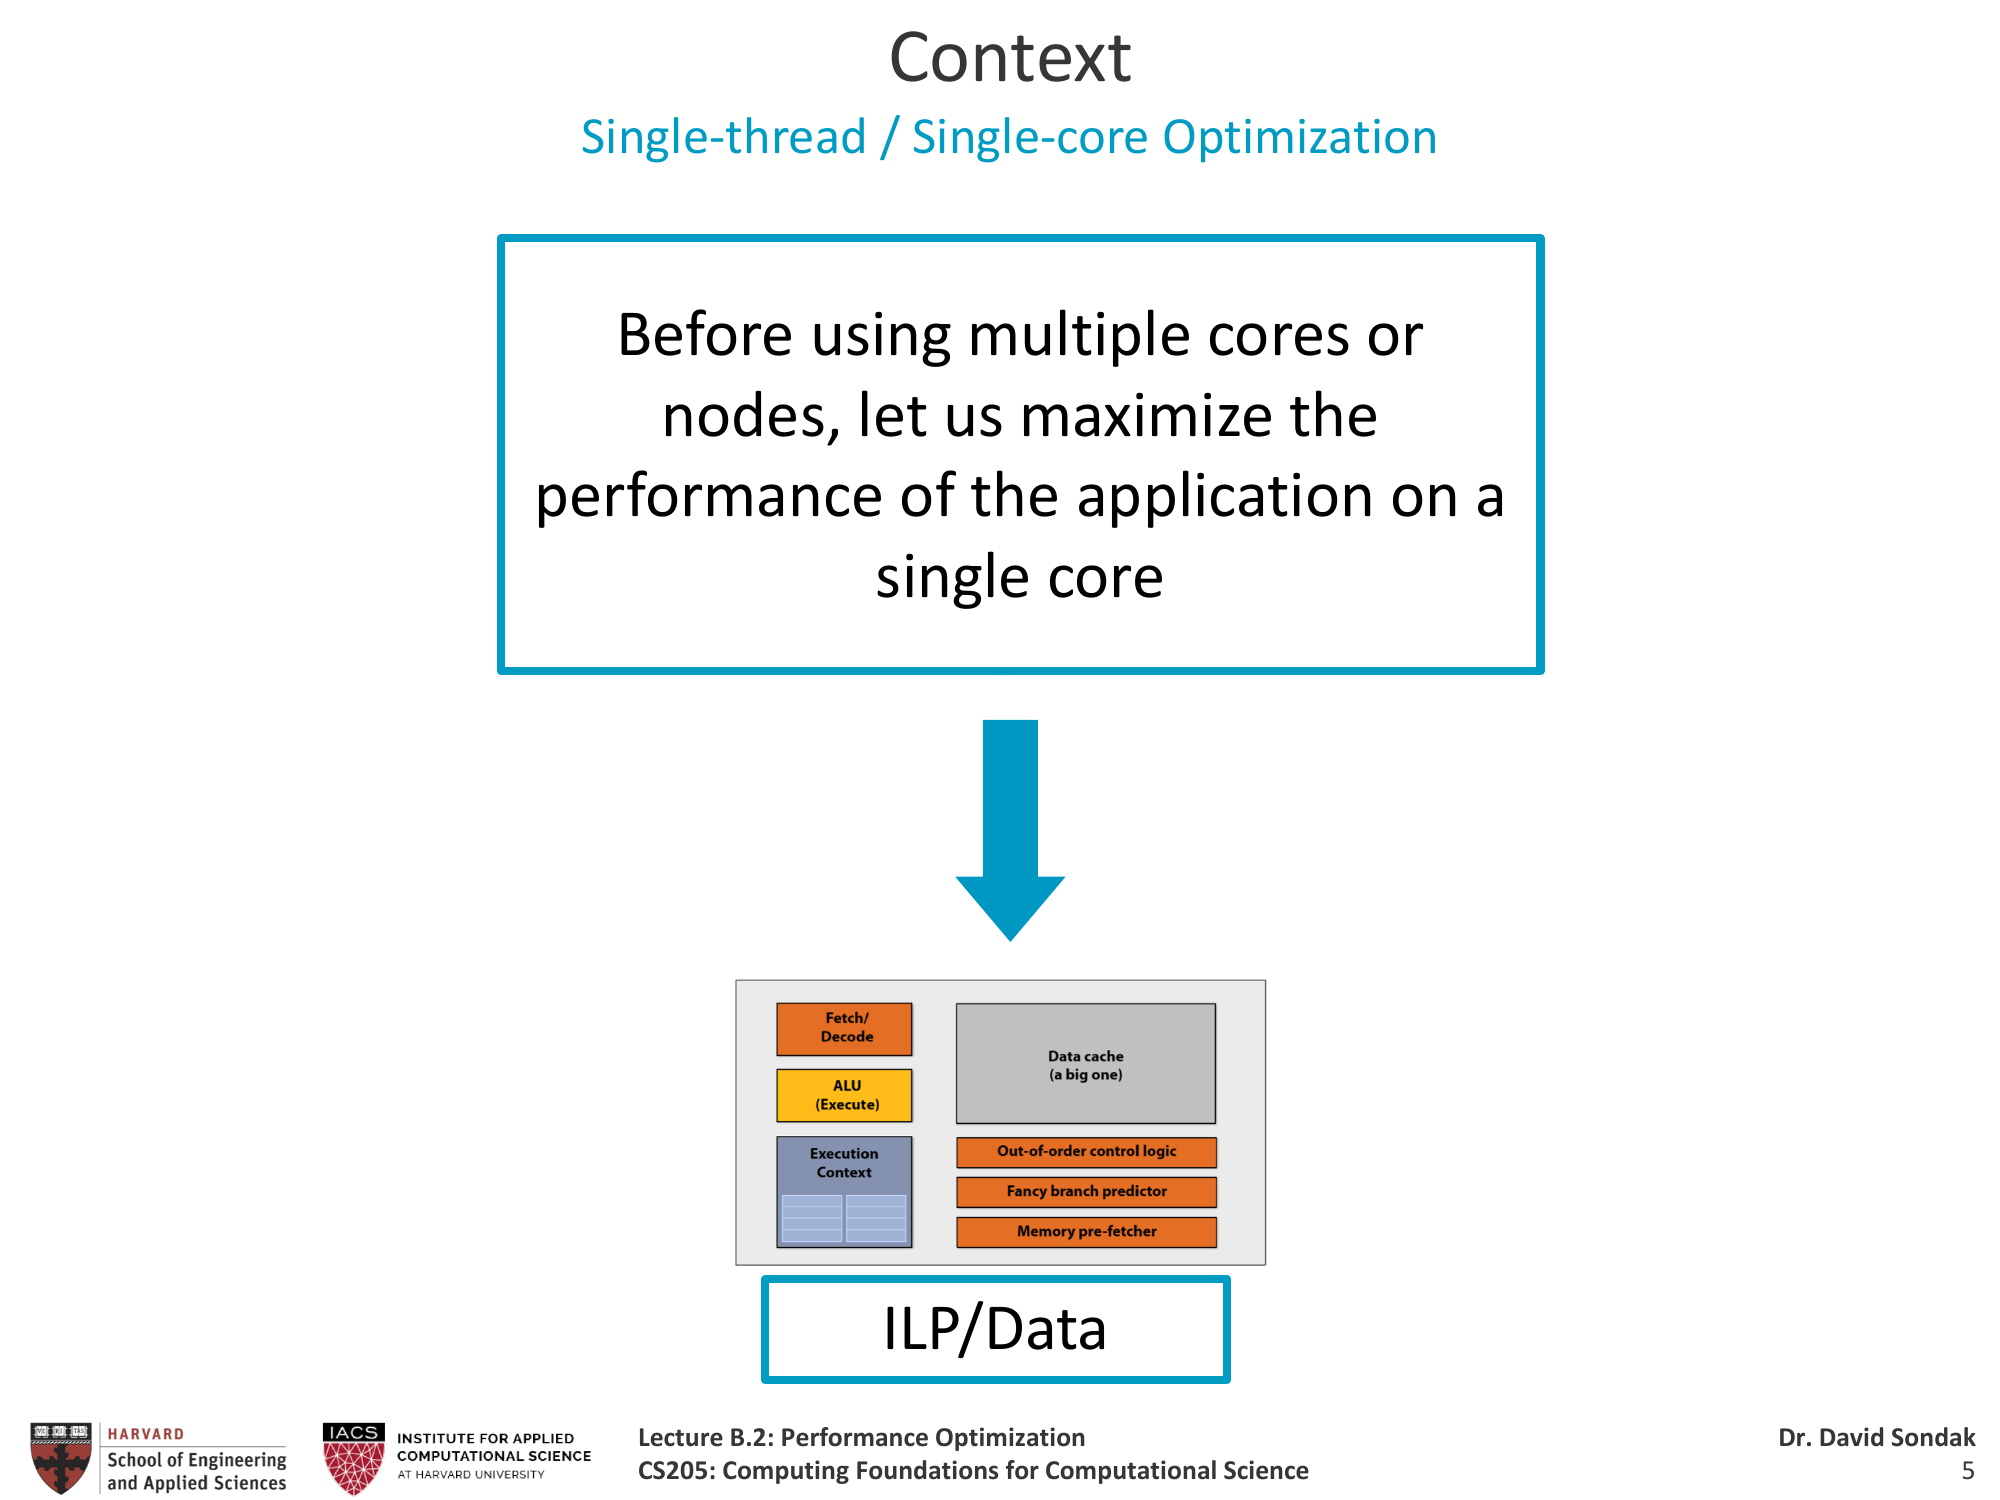 Context
Single-thread / Single-core Optimization
Before using multiple cores or
nodes, let us maximize the
performance of the application on a
single core
Fetch/
Decode
ALU
(Execute)
Execution
Context
Data cache
(a big one)
Out-of-order control logic
Fancy branch predictor
Memory pre-fetcher
ILP/Data
HARVARD
School of Engineering
and Applied Sciences
IACS
INSTITUTE FOR APPLIED
COMPUTATIONAL SCIENCE
AT HARVARD UNIVERSITY
Lecture B.2: Performance Optimization
CS205: Computing Foundations for Computational Science
Dr. David Sondak
5